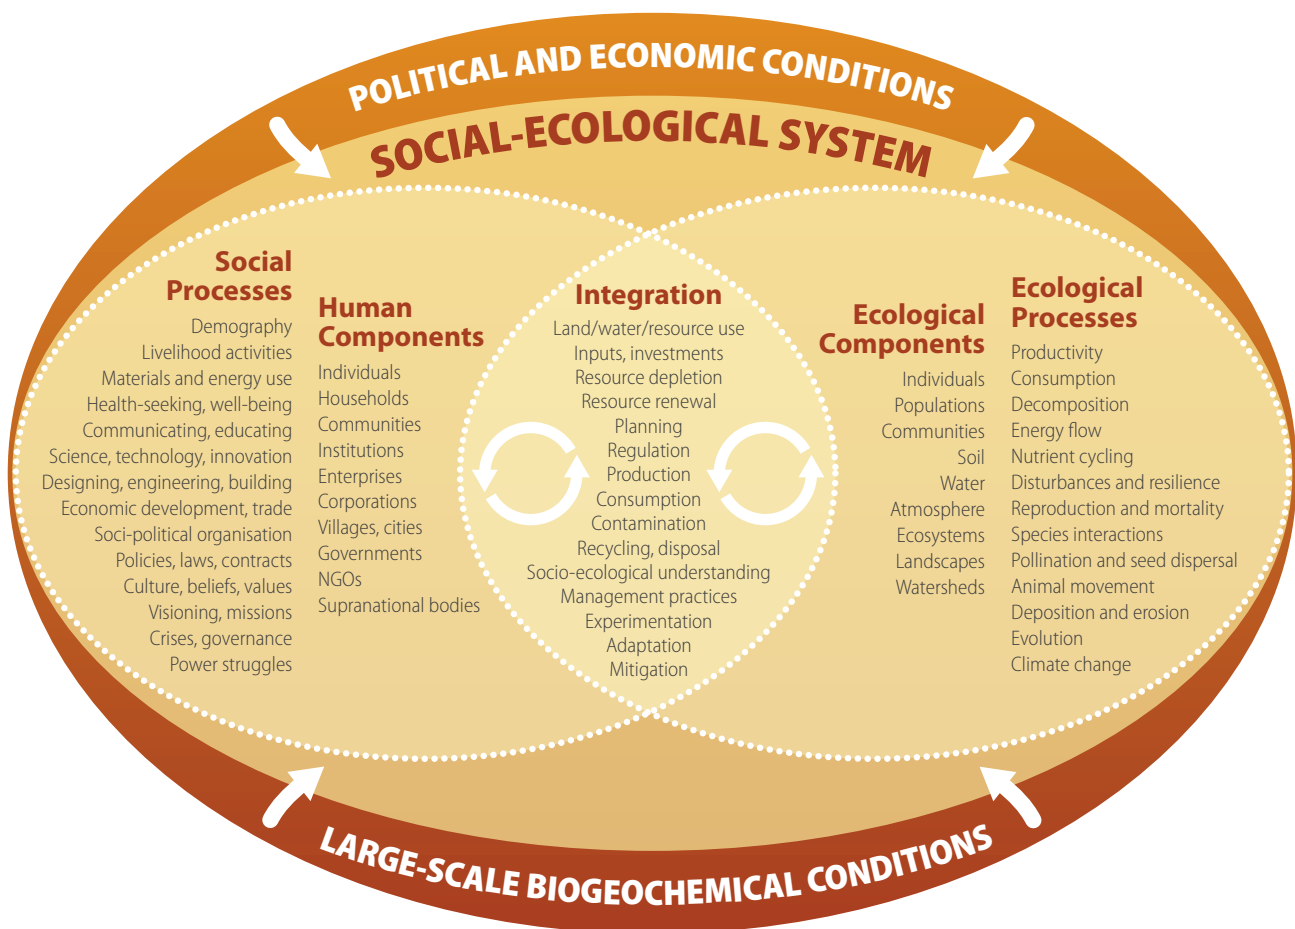 POLITICAL AND ECONOMIC CONDITIONS
SOCIAL-ECOLOGICAL SYSTEM
Social
Processes
Demography
Livelihood activities
Materials and energy use
Health-seeking, well-being
Communicating, educating
Science, technology, innovation
Designing, engineering, building
Economic development, trade
Soci-political organisation
Policies, laws, contracts
Culture, beliefs, values
Visioning, missions
Crises, governance
Power struggles
Human
Components
Individuals
Households
Communities
Institutions
Enterprises
Corporations
Villages, cities
Governments
NGOs
Supranational bodies
Integration
Land/water/resource use
Inputs, investments
Resource depletion
Resource renewal
Planning
Regulation
Production
Consumption
Contamination
Recycling, disposal
Socio-ecological understanding
Management practices
Experimentation
Adaptation
Mitigation
Ecological
Components
Individuals
Populations
Communities
Soil
Water
Atmosphere
Ecosystems
Landscapes
Watersheds
Ecological
Processes
Productivity
Consumption
Decomposition
Energy flow
Nutrient cycling
Disturbances and resilience
Reproduction and mortality
Species interactions
Pollination and seed dispersal
Animal movement
Deposition and erosion
Evolution
Climate change
LARGE-SCALE BIOGEOCHEMICAL CONDITIONS